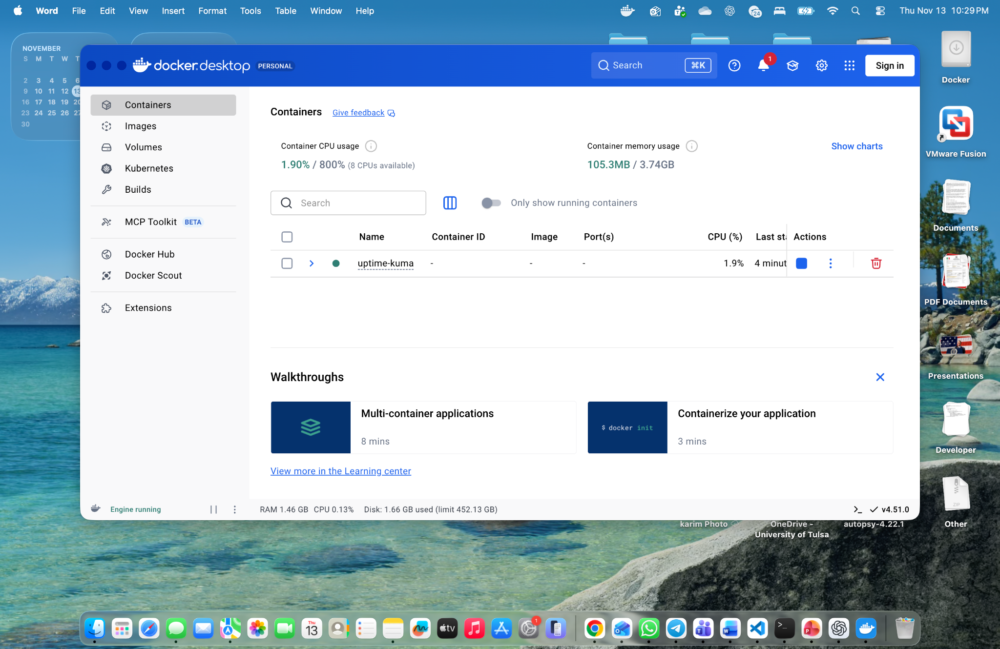 Word File Edit View Insert Format Tools Table Window Help
24
Thu Nov 13 10:29 PM
NOVEMBER
S M T W T
2 3 4 5 6
9 10 11 12 13
16 17 18 19 20
23 24 25 26 27
30
docker desktop PERSONAL
Search ⌘K
1
Sign in
Containers
Images
Volumes
Kubernetes
Builds
MCP Toolkit BETA
Docker Hub
Docker Scout
Extensions
Containers Give feedback
Container CPU usage
1.90% / 800% (8 CPUs available)
Container memory usage
105.3MB / 3.74GB
Show charts
Search
Only show running containers
Name Container ID Image Port(s) CPU (%) Last sta Actions
uptime-kuma - - - 1.9% 4 minut
Walkthroughs
Multi-container applications
8 mins
$ docker init
Containerize your application
3 mins
View more in the Learning center
Engine running
RAM 1.46 GB CPU 0.13% Disk: 1.66 GB used (limit 452.13 GB)
>_ v4.51.0
Docker
VMware Fusion
Documents
PDF Documents
Presentations
Developer
ZIP
Other
karim Photo
OneDrive -
University of Tulsa
autopsy-4.22.1
Thu
13
tv
1